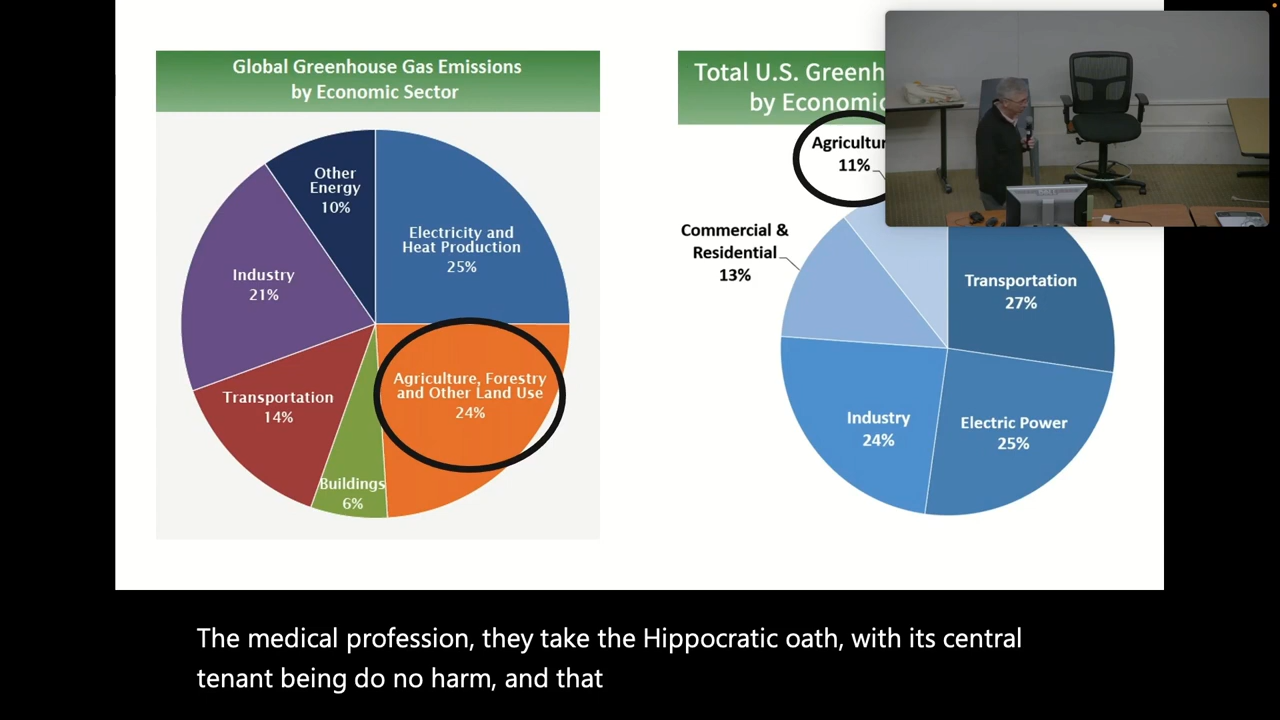 Global Greenhouse Gas Emissions
by Economic Sector
Other
Energy
10%
Electricity and
Heat Production
25%
Industry
21%
Agriculture, Forestry
and Other Land Use
24%
Transportation
14%
Buildings
6%
Total U.S. Greenh
by Economic
Agricultur
11%
Commercial &
Residential
13%
Transportation
27%
Industry
24%
Electric Power
25%
The medical profession, they take the Hippocratic oath, with its central
tenant being do no harm, and that